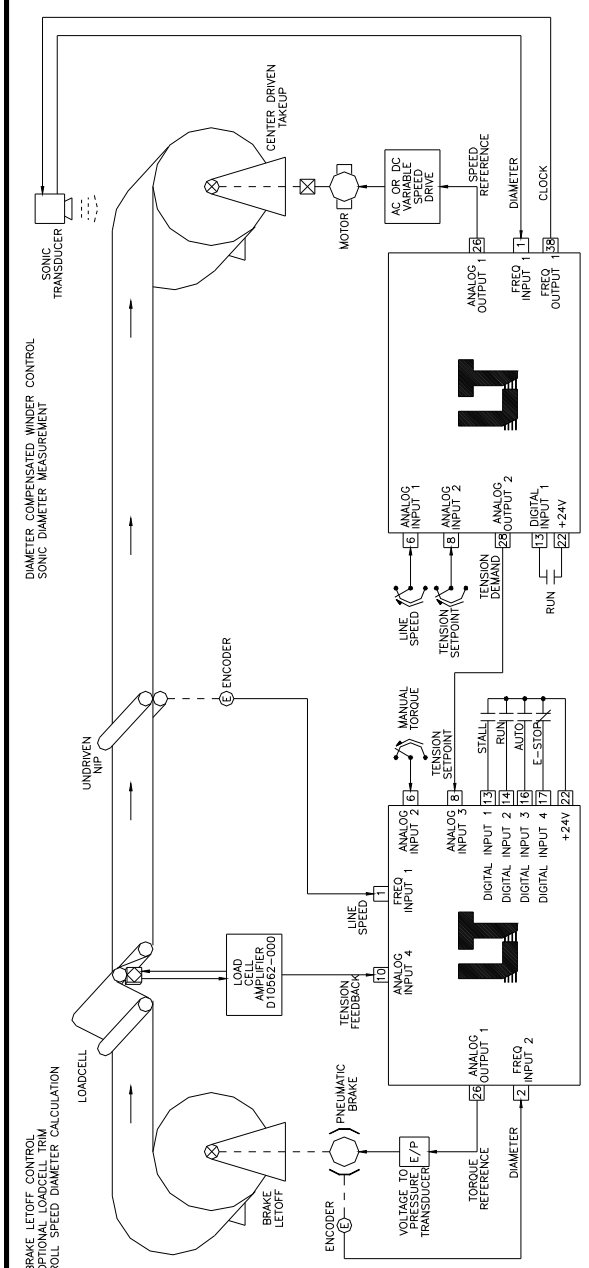 BRAKE LETOFF CONTROL
OPTIONAL LOADCELL TRIM
ROLL SPEED DIAMETER CALCULATION
DIAMETER COMPENSATED WINDER CONTROL
SONIC DIAMETER MEASUREMENT
SONIC
TRANSDUCER
LOADCELL
UNDRIVEN
NIP
E
ENCODER
CENTER DRIVEN
TAKEUP
BRAKE
LETOFF
PNEUMATIC
BRAKE
ENCODER
E
VOLTAGE TO
PRESSURE
TRANSDUCER
E/P
TORQUE
REFERENCE
DIAMETER
LOAD
CELL
AMPLIFIER
D10562-000
TENSION
FEEDBACK
LINE
SPEED
MANUAL
TORQUE
TENSION
SETPOINT
26
ANALOG
OUTPUT 1
2
FREQ
INPUT 2
10
ANALOG
INPUT 4
1
FREQ
INPUT 1
6
ANALOG
INPUT 2
8
ANALOG
INPUT 3
DIGITAL INPUT 1
13
STALL
DIGITAL INPUT 2
14
RUN
DIGITAL INPUT 3
16
AUTO
DIGITAL INPUT 4
17
E-STOP
+24V
22
LT
LINE
SPEED
6
ANALOG
INPUT 1
TENSION
SETPOINT
8
ANALOG
INPUT 2
TENSION
DEMAND
28
ANALOG
OUTPUT 2
RUN
13
DIGITAL
INPUT 1
22
+24V
LT
ANALOG
OUTPUT 1
26
FREQ
INPUT 1
1
FREQ
OUTPUT 1
38
SPEED
REFERENCE
DIAMETER
CLOCK
AC OR DC
VARIABLE
SPEED
DRIVE
MOTOR